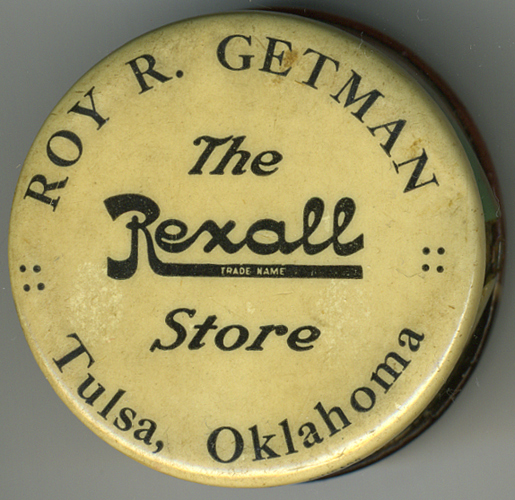 ROY R. GETMAN
The
Rexall
TRADE NAME
Store
Tulsa, Oklahoma